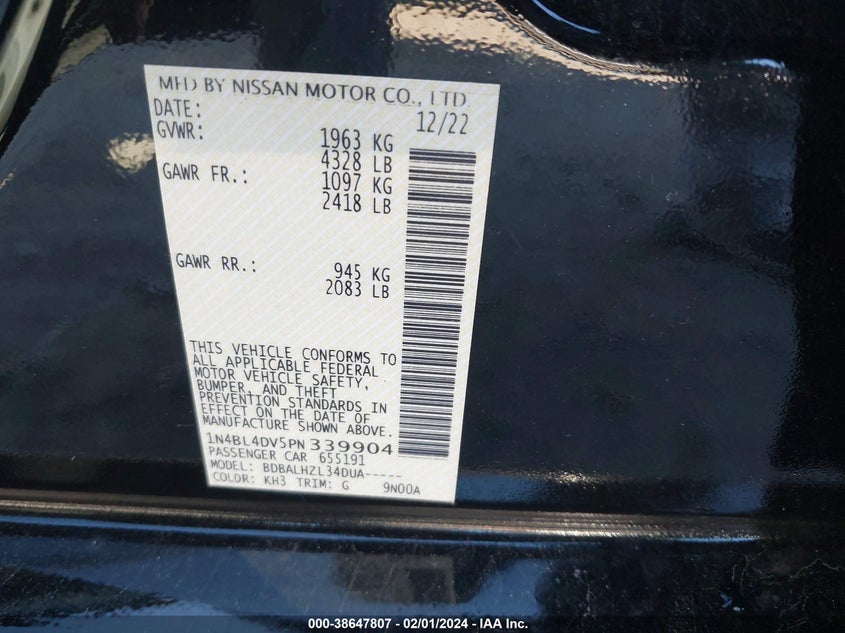 MFD BY NISSAN MOTOR CO., LTD.
DATE: 12/22
GVWR: 1963 KG
4328 LB
GAWR FR.: 1097 KG
2418 LB
GAWR RR.: 945 KG
2083 LB
THIS VEHICLE CONFORMS TO
ALL APPLICABLE FEDERAL
MOTOR VEHICLE SAFETY,
BUMPER, AND THEFT
PREVENTION STANDARDS IN
EFFECT ON THE DATE OF
MANUFACTURE SHOWN ABOVE.
1N4BL4DV5PN339904
PASSENGER CAR 655191
MODEL: BDBALHZL34DUA-----
COLOR: KH3 TRIM: G 9N00A
000-38647807 - 02/01/2024 - IAA Inc.